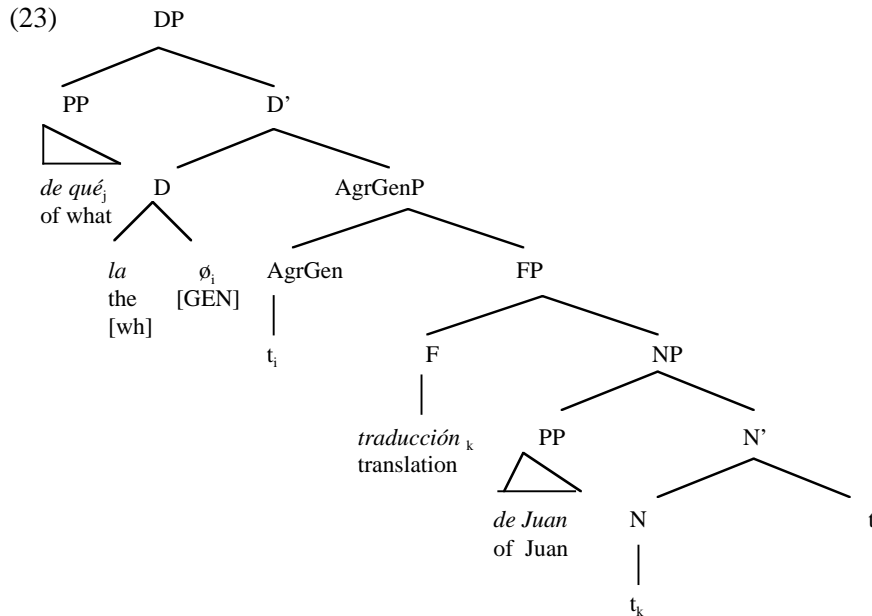 (23) DP
PP D’
de quéj D AgrGenP
of what
la øi AgrGen FP
the [GEN]
[wh]
ti F NP
traducción k PP N’
translation
de Juan N t
of Juan
tk